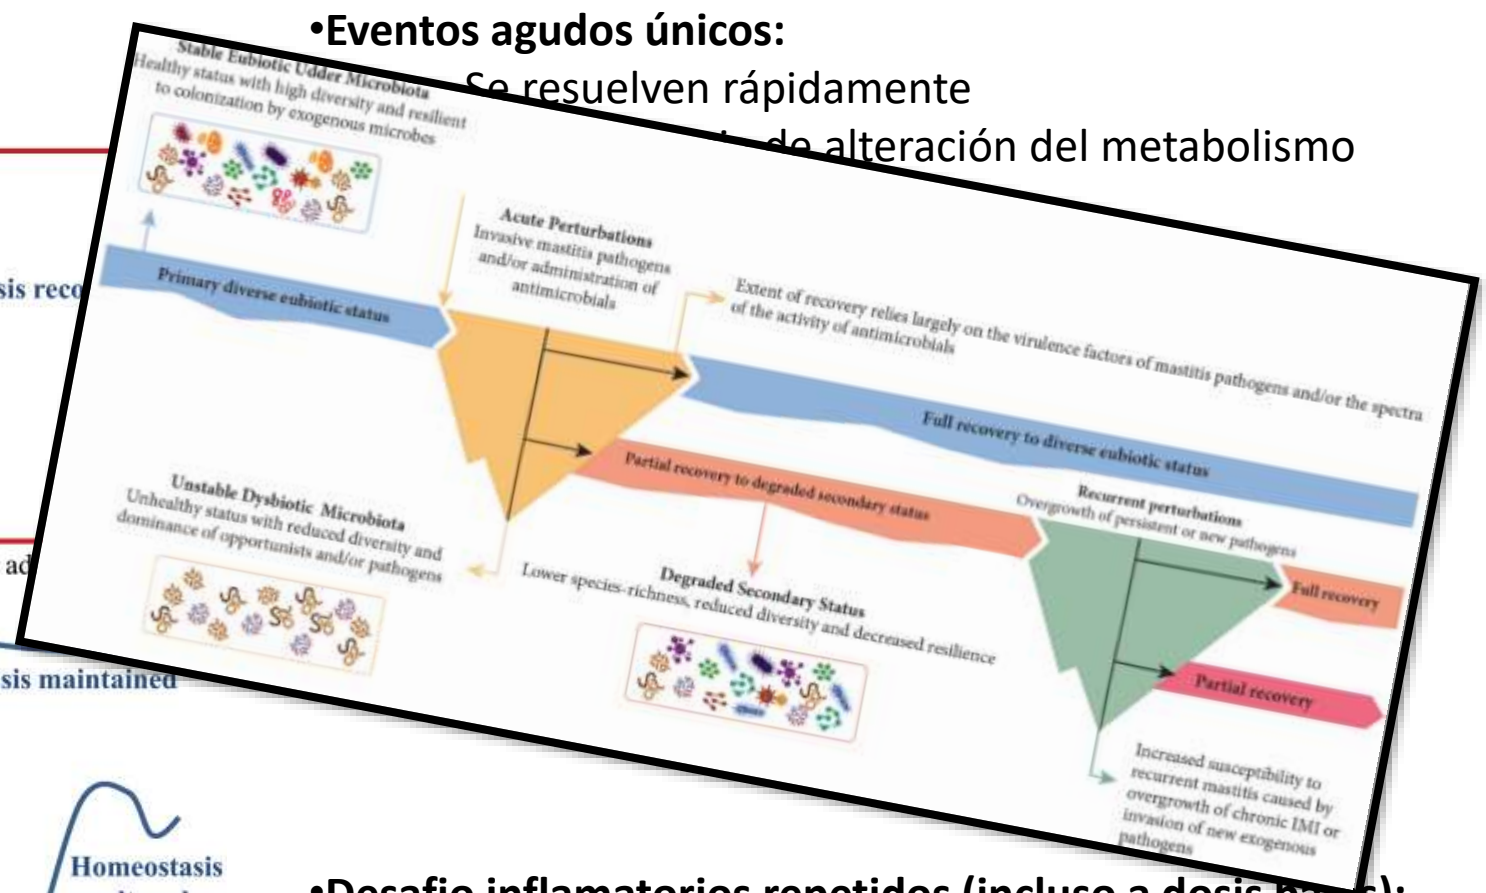 •Eventos agudos únicos:
Se resuelven rápidamente
de alteración del metabolismo
Stable Eubiotic Udder Microbiota
Healthy status with high diversity and resilient
to colonization by exogenous microbes
Primary diverse eubiotic status
Acute Perturbations
Invasive mastitis pathogens
and/or administration of
antimicrobials
Extent of recovery relies largely on the virulence factors of mastitis pathogens and/or the spectra
of the activity of antimicrobials
Full recovery to diverse eubiotic status
Partial recovery to degraded secondary status
Recurrent perturbations
Overgrowth of persistent or new pathogens
Full recovery
Partial recovery
Unstable Dysbiotic Microbiota
Unhealthy status with reduced diversity and
dominance of opportunists and/or pathogens
Degraded Secondary Status
Lower species-richness, reduced diversity and decreased resilience
Increased susceptibility to
recurrent mastitis caused by
overgrowth of chronic IMI or
invasion of new exogenous
pathogens
sis reco
ad
sis maintained
Homeostasis
•Desafio inflamatorios repetidos (incluso a dosis bajas):